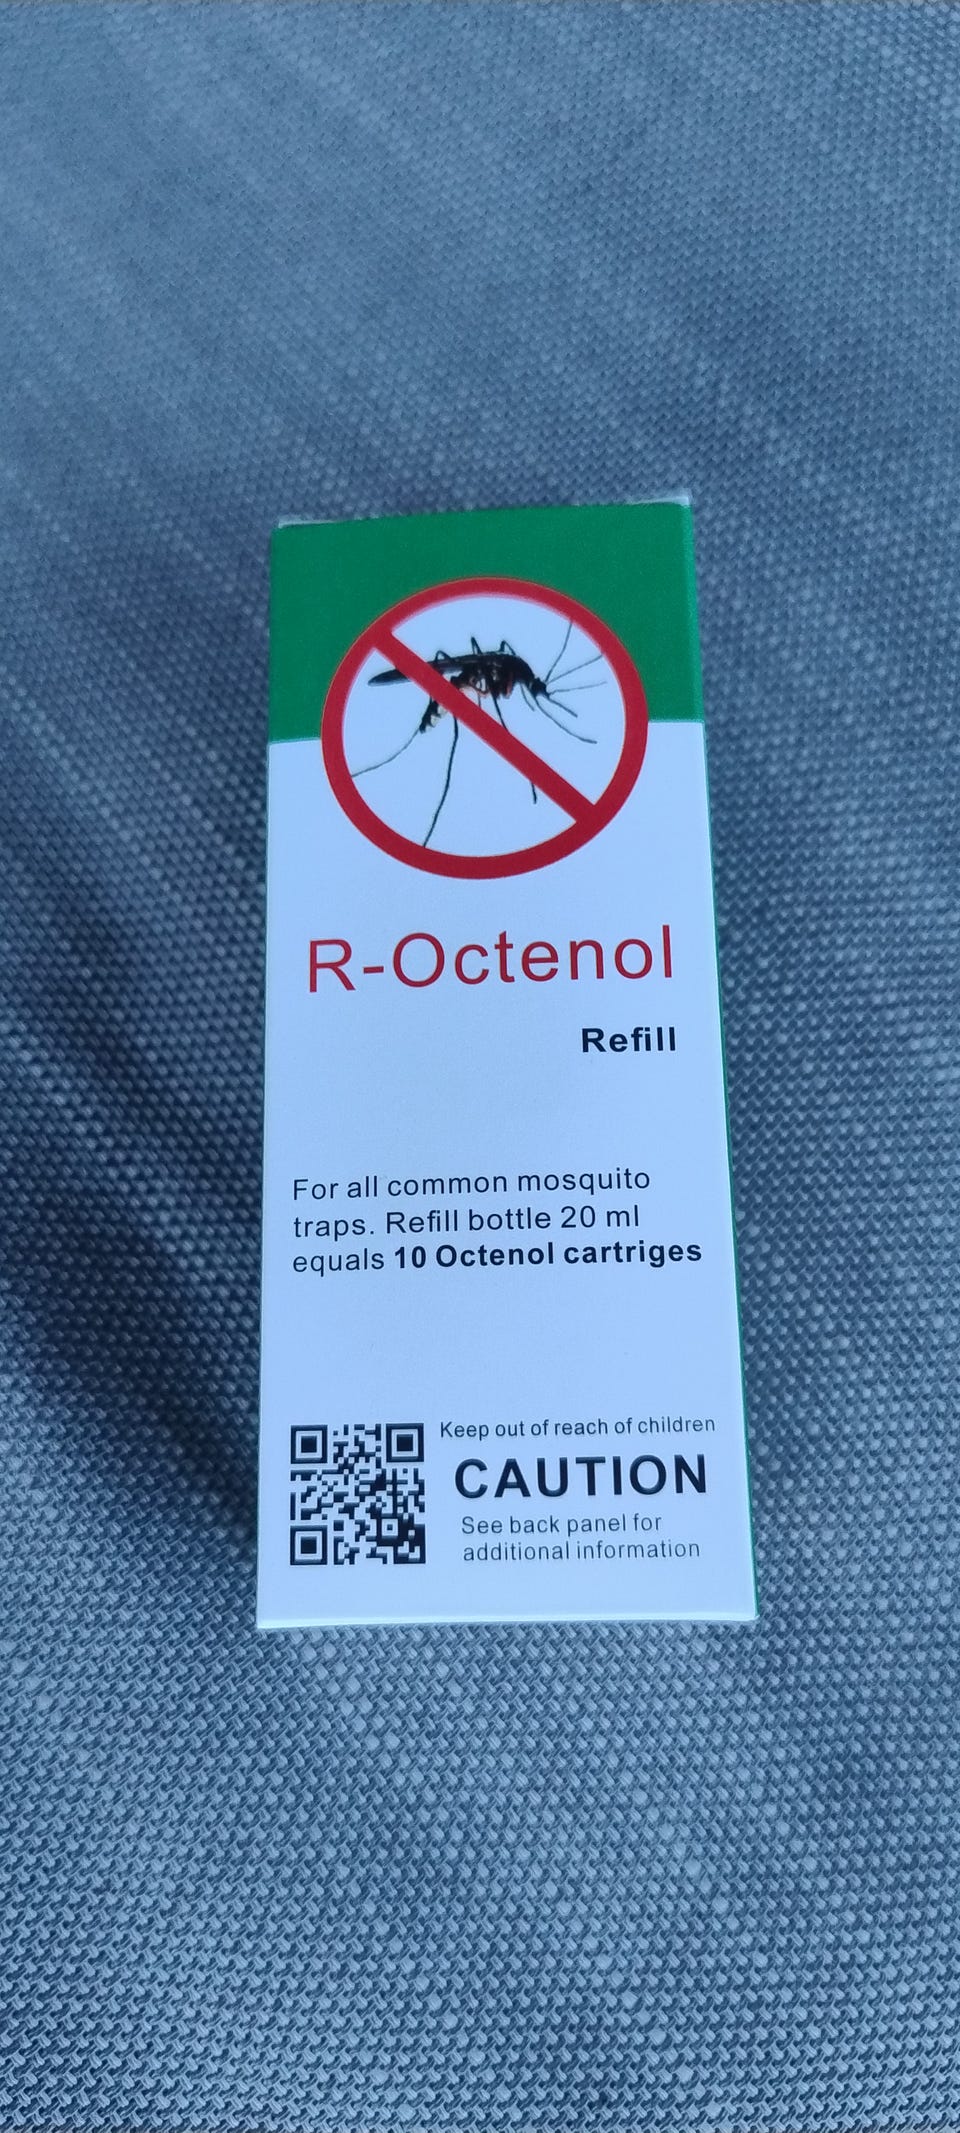 R-Octenol
Refill
For all common mosquito
traps. Refill bottle 20 ml
equals 10 Octenol cartriges
Keep out of reach of children
CAUTION
See back panel for
additional information